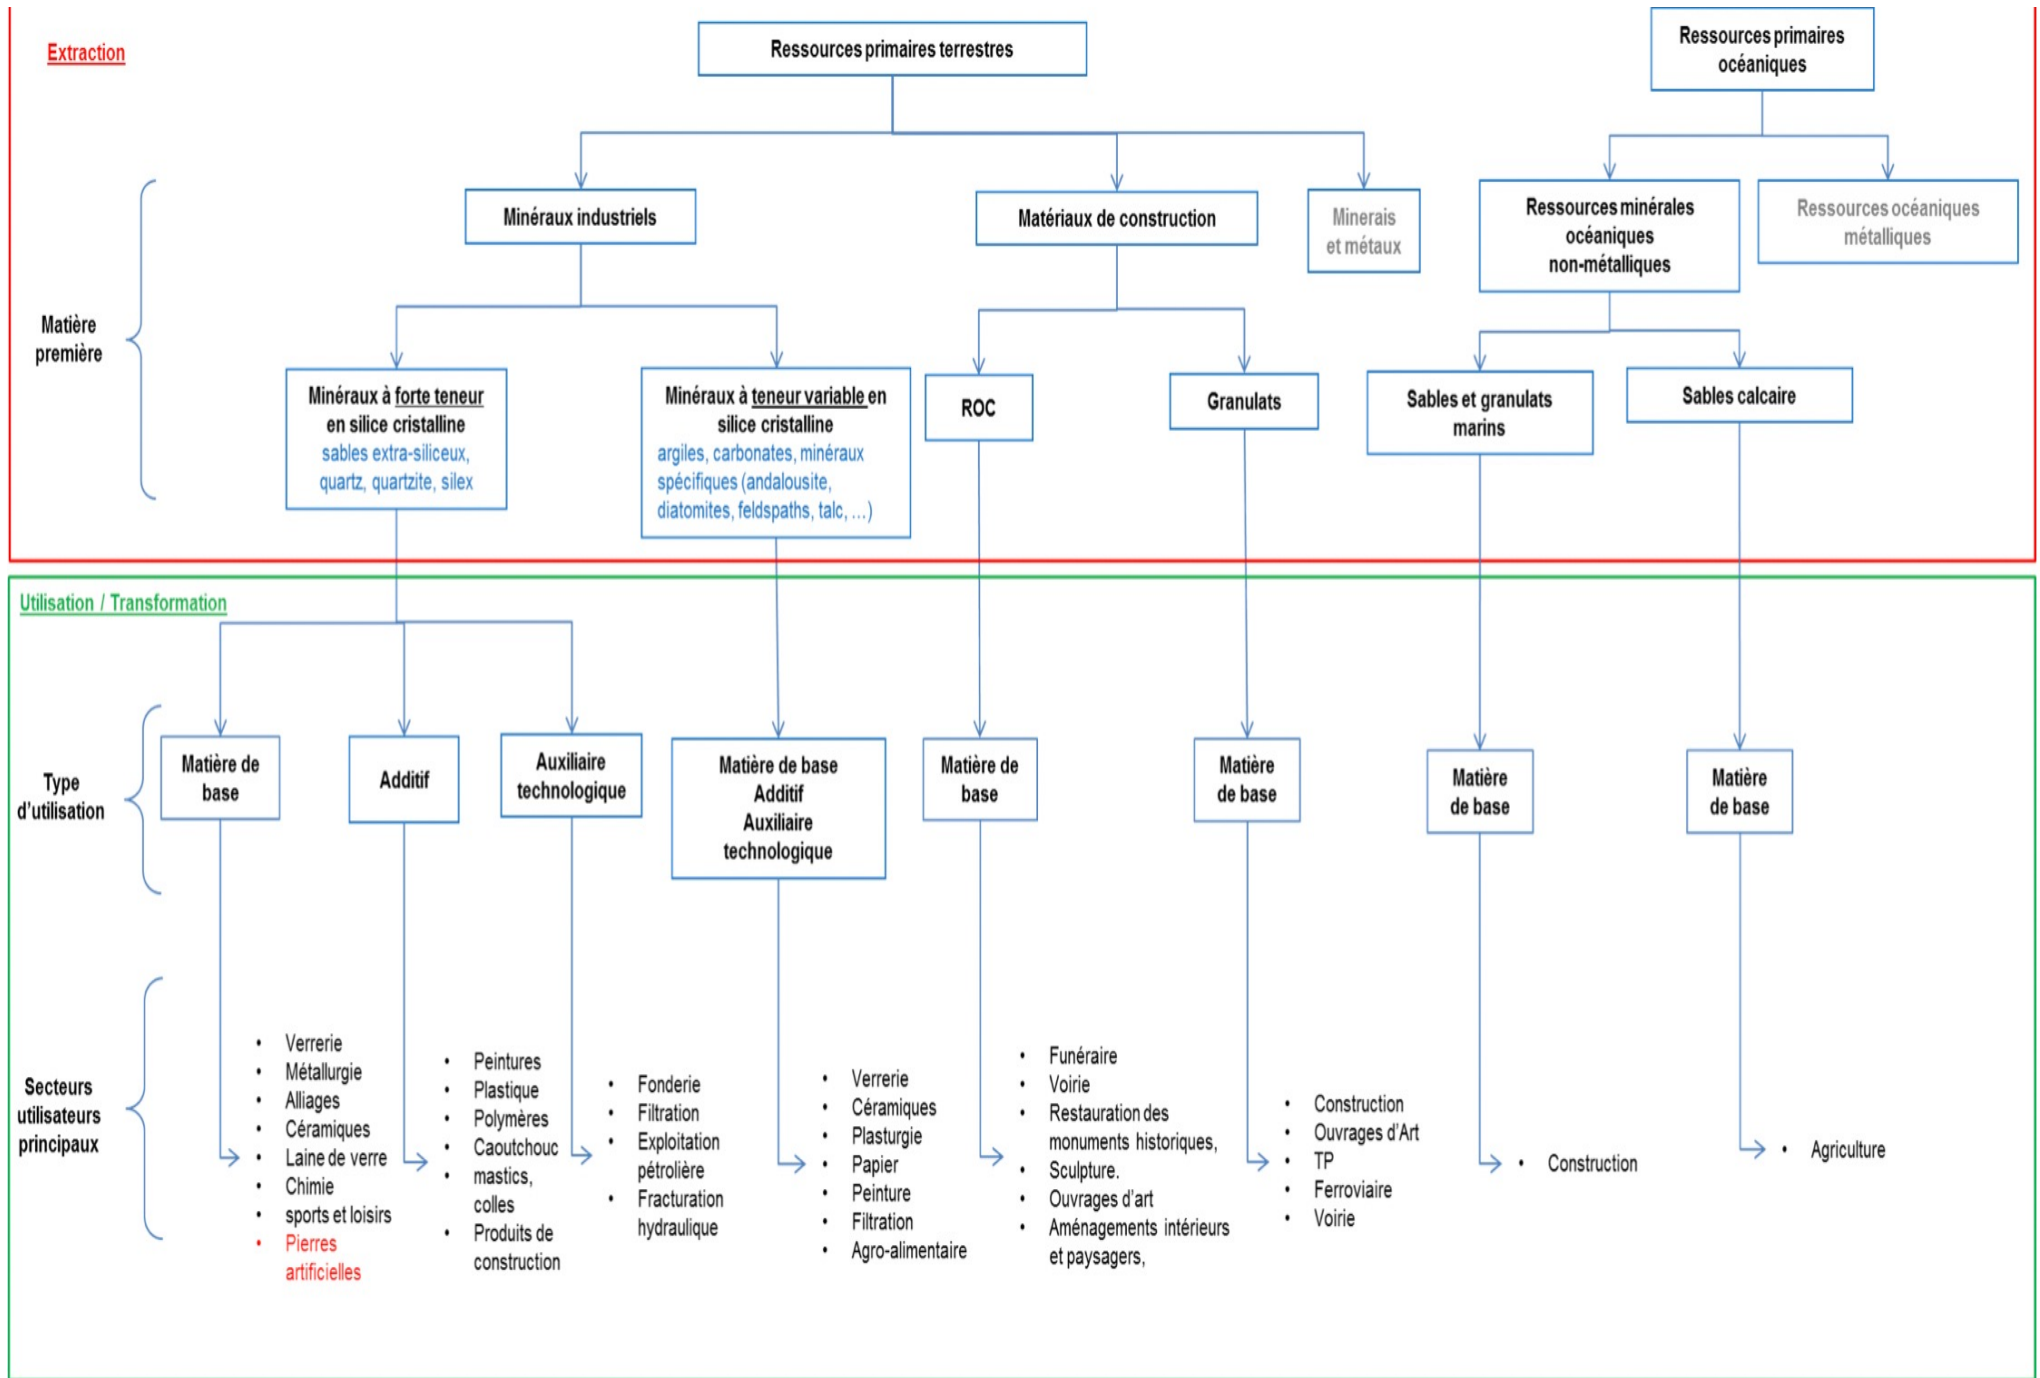 Extraction
Ressources primaires terrestres
Ressources primaires
océaniques
Minéraux industriels
Matériaux de construction
Minerais
et métaux
Ressources minérales
océaniques
non-métalliques
Ressources océaniques
métalliques
Matière
première
Minéraux à forte teneur
en silice cristalline
sables extra-siliceux,
quartz, quartzite, silex
Minéraux à teneur variable en
silice cristalline
argiles, carbonates, minéraux
spécifiques (andalousite,
diatomites, feldspaths, talc, …)
ROC
Granulats
Sables et granulats
marins
Sables calcaire
Utilisation / Transformation
Type
d'utilisation
Matière de
base
Additif
Auxiliaire
technologique
Matière de base
Additif
Auxiliaire
technologique
Matière de
base
Matière
de base
Matière
de base
Matière
de base
Secteurs
utilisateurs
principaux
• Verrerie
• Métallurgie
• Alliages
• Céramiques
• Laine de verre
• Chimie
• sports et loisirs
• Pierres
artificielles
• Peintures
• Plastique
• Polymères
• Caoutchouc
• mastics,
colles
• Produits de
construction
• Fonderie
• Filtration
• Exploitation
pétrolière
• Fracturation
hydraulique
• Verrerie
• Céramiques
• Plasturgie
• Papier
• Peinture
• Filtration
• Agro-alimentaire
• Funéraire
• Voirie
• Restauration des
monuments historiques,
• Sculpture.
• Ouvrages d'art
• Aménagements intérieurs
et paysagers,
• Construction
• Ouvrages d'Art
• TP
• Ferroviaire
• Voirie
• Construction
• Agriculture